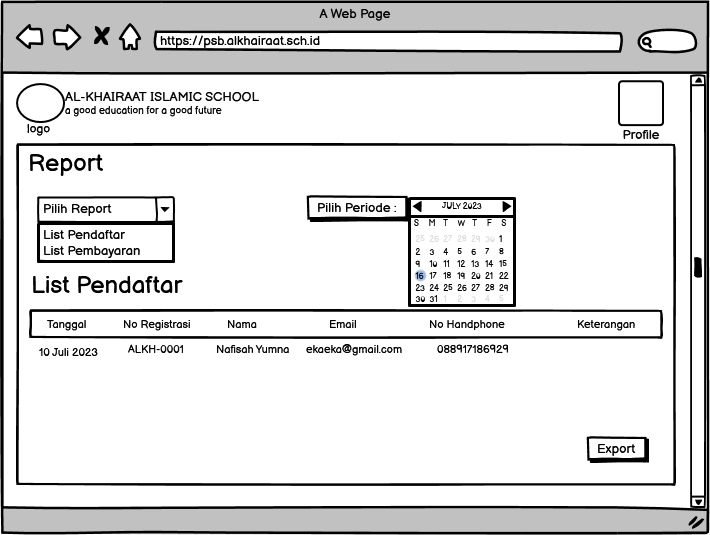 A Web Page
https://psb.alkhairaat.sch.id
AL-KHAIRAAT ISLAMIC SCHOOL
a good education for a good future
logo
Profile
Report
Pilih Report
List Pendaftar
List Pembayaran
Pilih Periode :
JULY 2023
S M T W T F S
25 26 27 28 29 30 1
2 3 4 5 6 7 8
9 10 11 12 13 14 15
16 17 18 19 20 21 22
23 24 25 26 27 28 29
30 31 1 2 3 4 5
List Pendaftar
Tanggal No Registrasi Nama Email No Handphone Keterangan
10 Juli 2023 ALKH-0001 Nafisah Yumna ekaeka@gmail.com 088917186929
Export